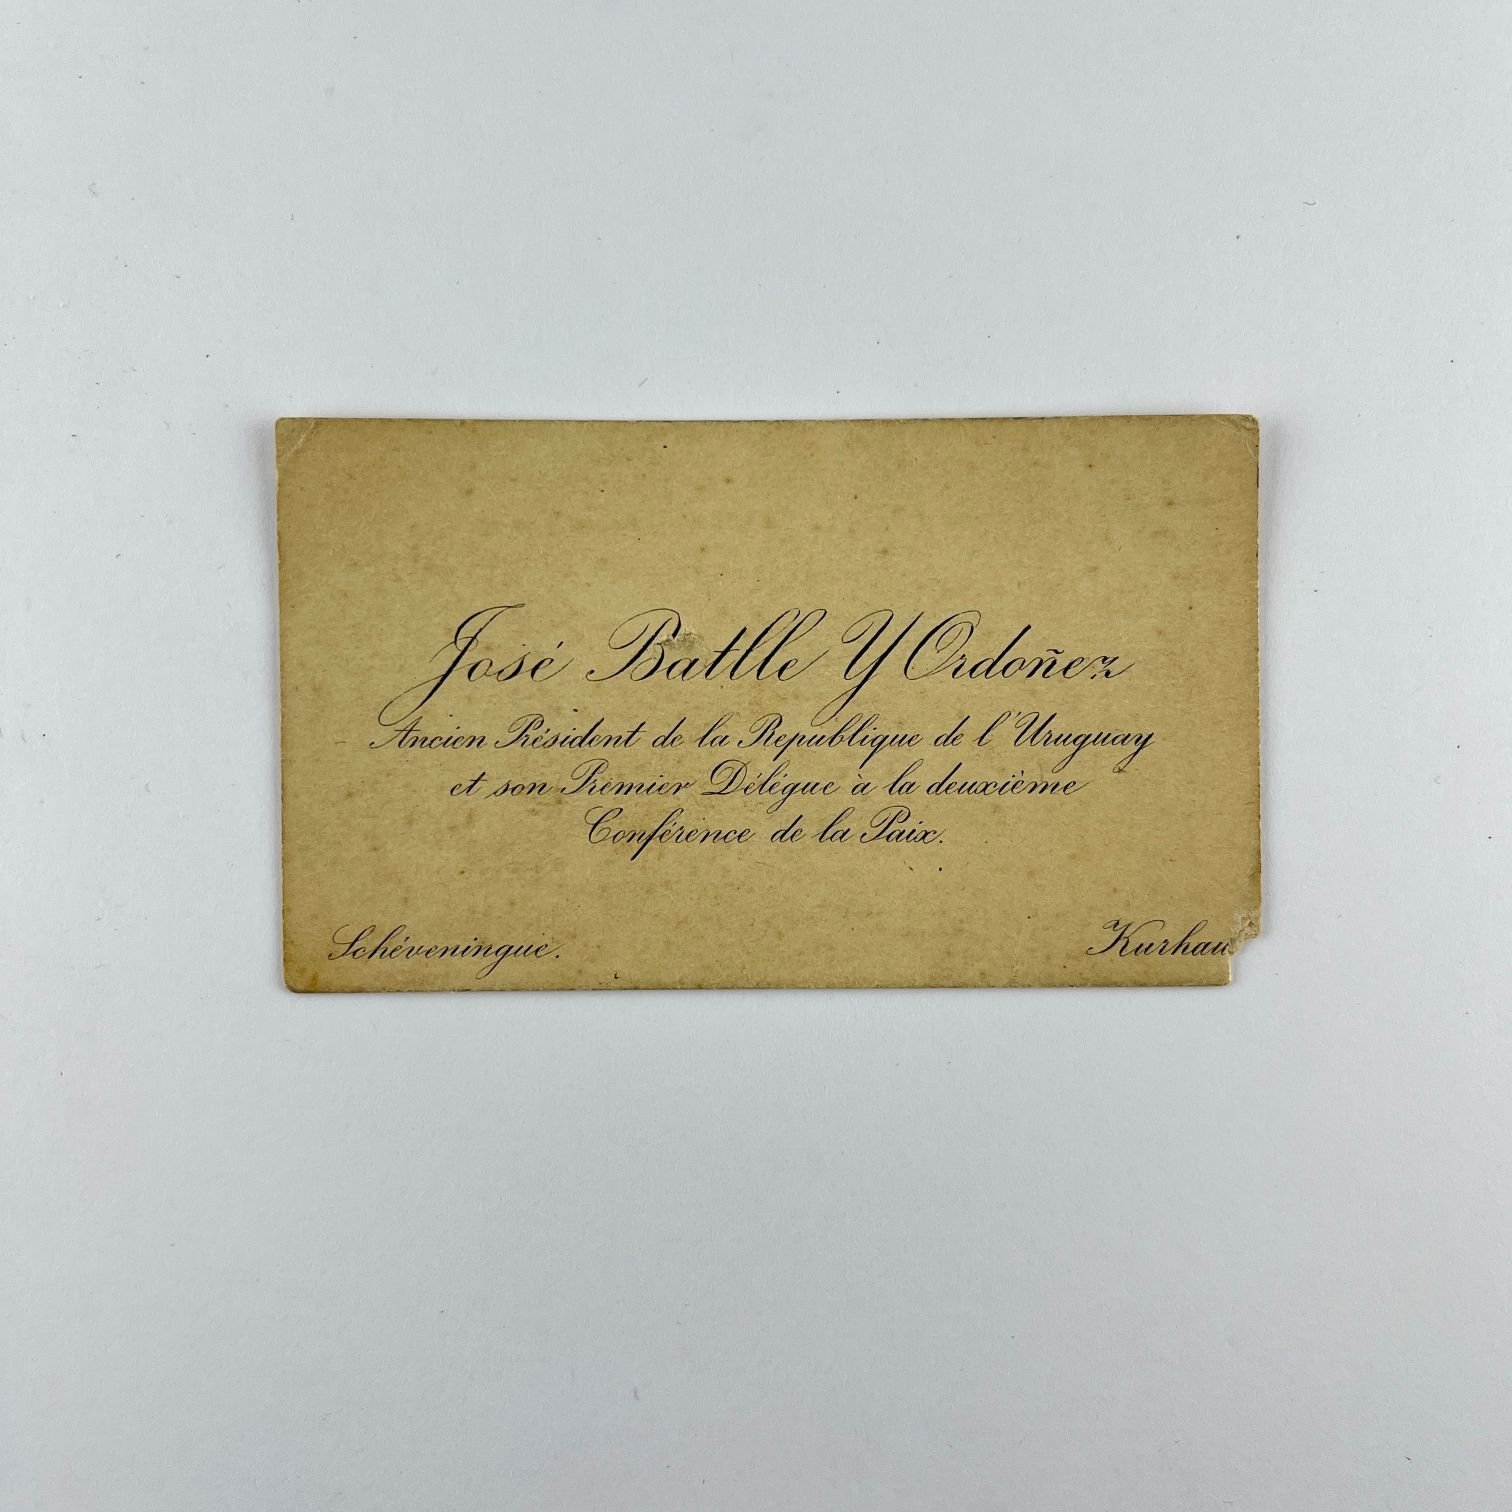 José Batlle Y Ordoñez
Ancien Président de la Republique de l'Uruguay
et son Premier Délégue à la deuxième
Conférence de la Paix.
Schéveningue.
Kurhau